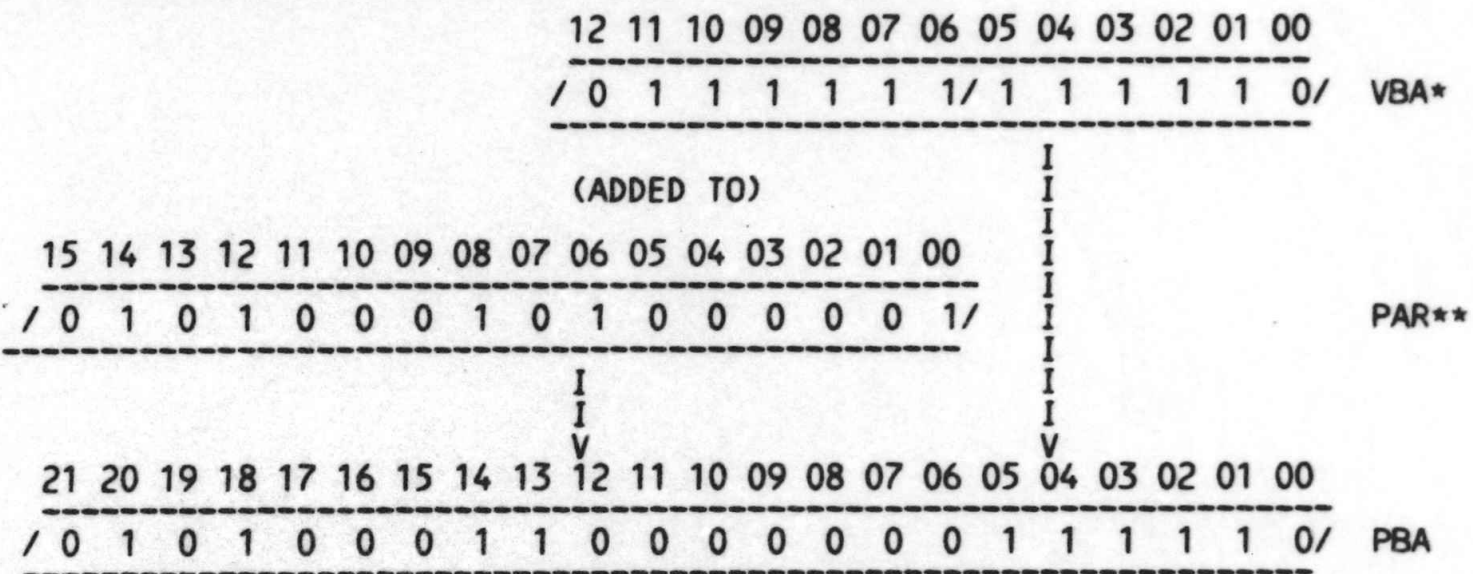 12 11 10 09 08 07 06 05 04 03 02 01 00
/ 0 1 1 1 1 1 1/ 1 1 1 1 1 0/ VBA*
(ADDED TO)
15 14 13 12 11 10 09 08 07 06 05 04 03 02 01 00
/ 0 1 0 1 0 0 0 1 0 1 0 0 0 0 0 1/ PAR**
21 20 19 18 17 16 15 14 13 12 11 10 09 08 07 06 05 04 03 02 01 00
/ 0 1 0 1 0 0 0 1 1 0 0 0 0 0 0 0 1 1 1 1 1 0/ PBA